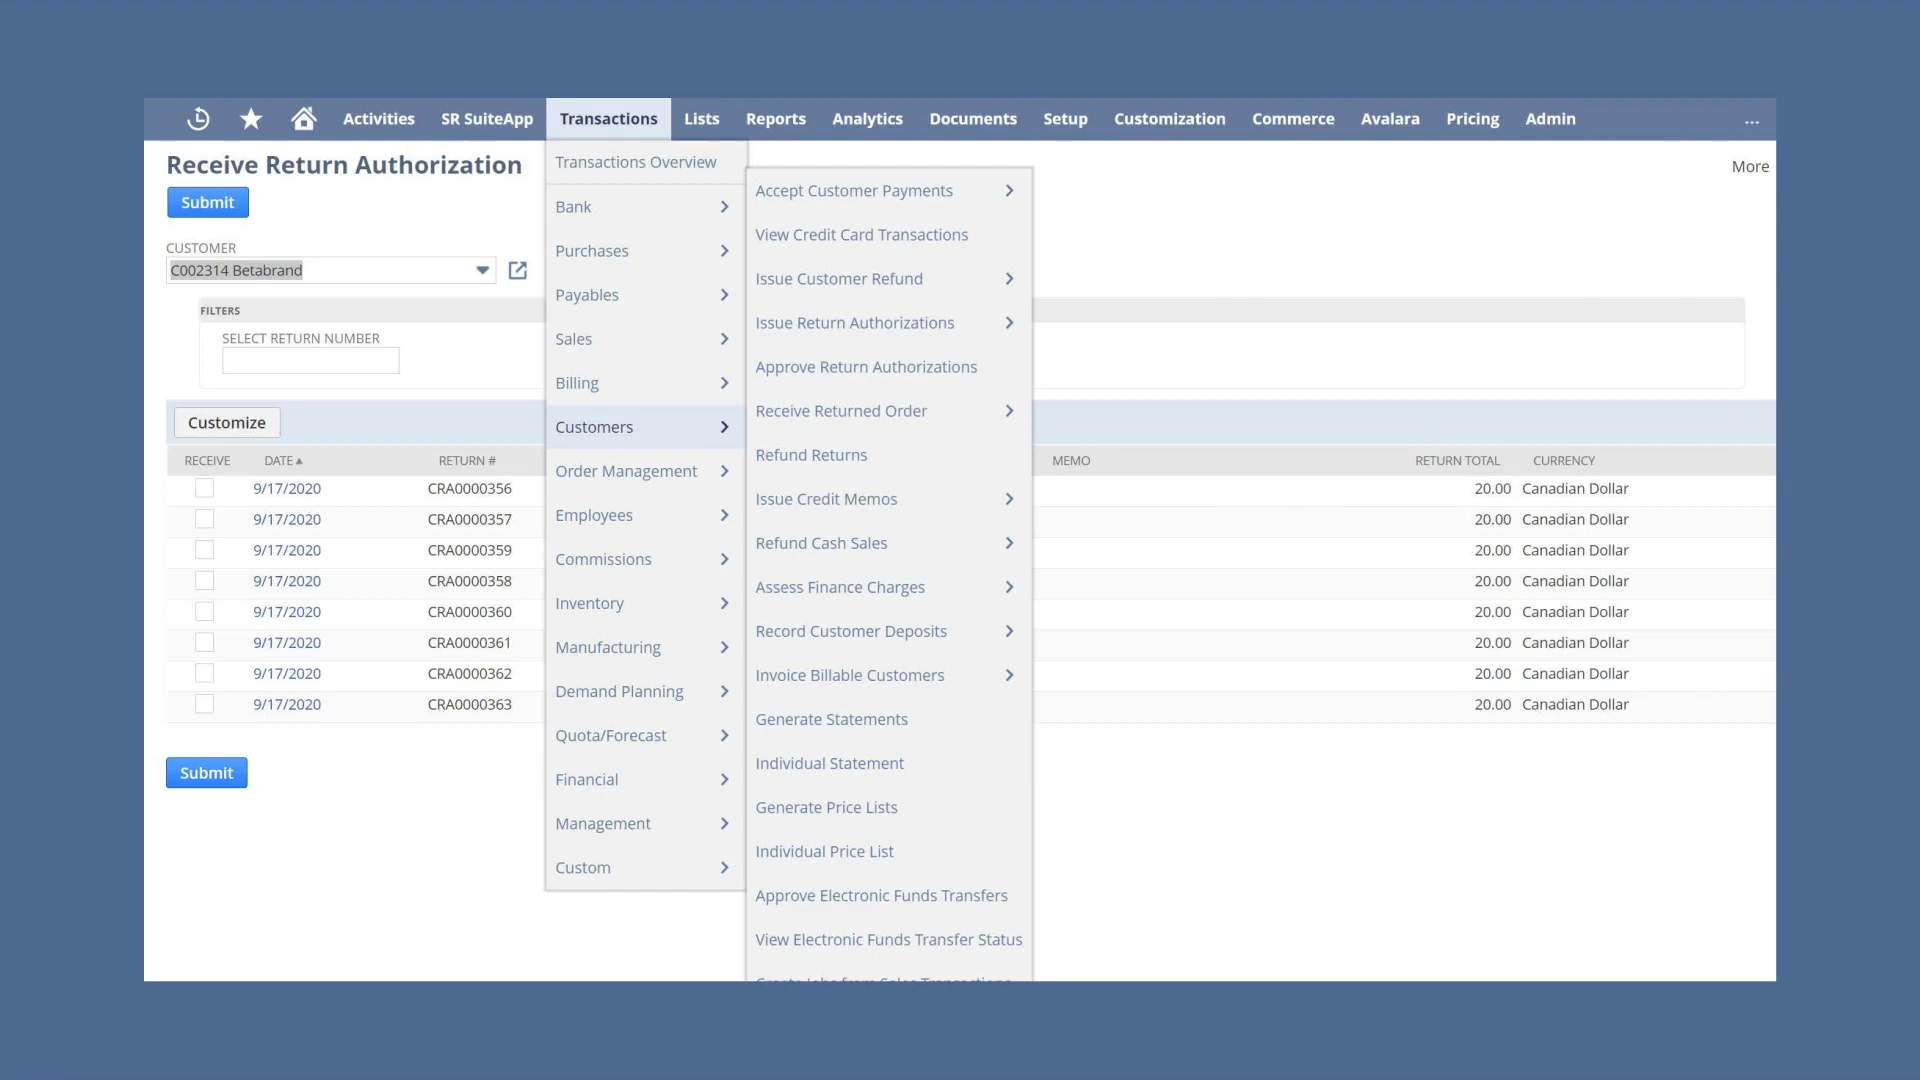 Activities SR SuiteApp Transactions Lists Reports Analytics Documents Setup Customization Commerce Avalara Pricing Admin ...
Receive Return Authorization
More
Submit
CUSTOMER
C002314 Betabrand
FILTERS
SELECT RETURN NUMBER
Customize
RECEIVE DATE RETURN # MEMO RETURN TOTAL CURRENCY
9/17/2020 CRA0000356 20.00 Canadian Dollar
9/17/2020 CRA0000357 20.00 Canadian Dollar
9/17/2020 CRA0000359 20.00 Canadian Dollar
9/17/2020 CRA0000358 20.00 Canadian Dollar
9/17/2020 CRA0000360 20.00 Canadian Dollar
9/17/2020 CRA0000361 20.00 Canadian Dollar
9/17/2020 CRA0000362 20.00 Canadian Dollar
9/17/2020 CRA0000363 20.00 Canadian Dollar
Submit
Transactions Overview
Bank
Purchases
Payables
Sales
Billing
Customers
Order Management
Employees
Commissions
Inventory
Manufacturing
Demand Planning
Quota/Forecast
Financial
Management
Custom
Accept Customer Payments
View Credit Card Transactions
Issue Customer Refund
Issue Return Authorizations
Approve Return Authorizations
Receive Returned Order
Refund Returns
Issue Credit Memos
Refund Cash Sales
Assess Finance Charges
Record Customer Deposits
Invoice Billable Customers
Generate Statements
Individual Statement
Generate Price Lists
Individual Price List
Approve Electronic Funds Transfers
View Electronic Funds Transfer Status